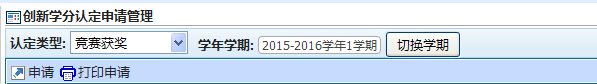 创新学分认定申请管理
认定类型: 竞赛获奖 学年学期: 2015-2016学年1学期 切换学期
申请 打印申请